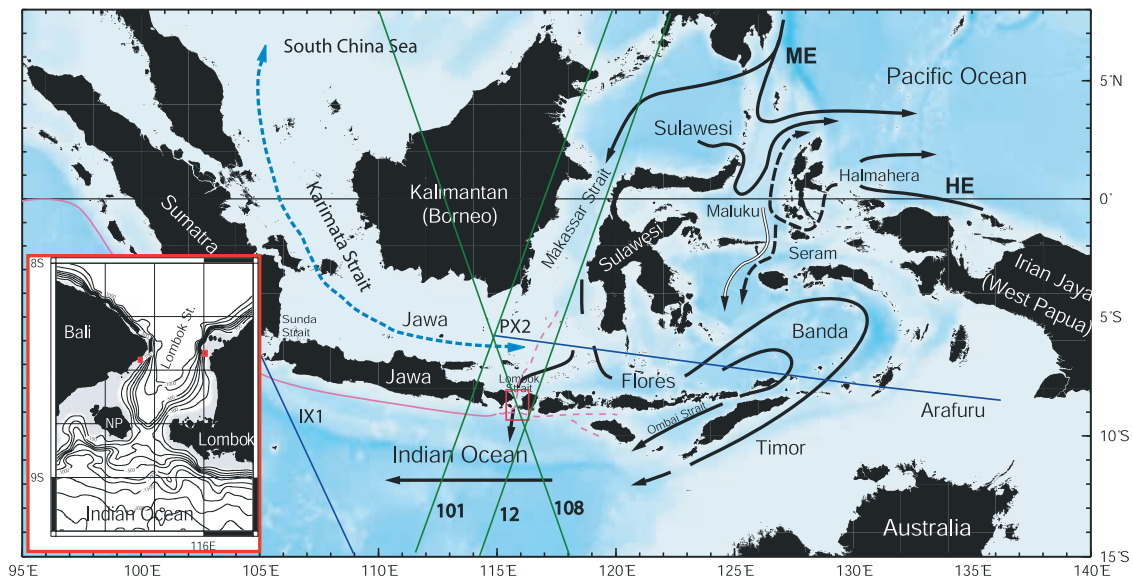 South China Sea
ME
Pacific Ocean
5°N
Sulawesi
Makassar Strait
Halmahera
HE
Kalimantan
(Borneo)
Karimata Strait
Sumatra
0°
Maluku
Sulawesi
Seram
Irian Jaya
(West Papua)
8S
Bali
Lombok St.
NP
Lombok
9S
Indian Ocean
116E
Sunda
Strait
Jawa
PX2
5°S
Banda
Jawa
Lombok
Strait
Flores
Ombai Strait
Arafuru
IX1
Timor
10°S
Indian Ocean
101
12
108
Australia
15°S
95°E
100°E
105°E
110°E
115°E
120°E
125°E
130°E
135°E
140°E